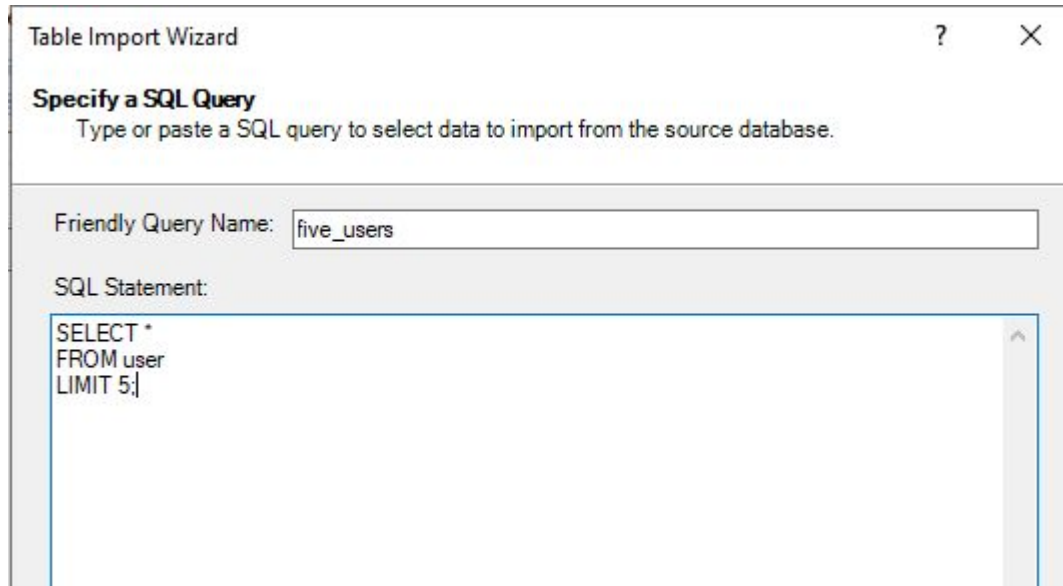 Table Import Wizard
Specify a SQL Query
Type or paste a SQL query to select data to import from the source database.
Friendly Query Name: five_users
SQL Statement:
SELECT *
FROM user
LIMIT 5;